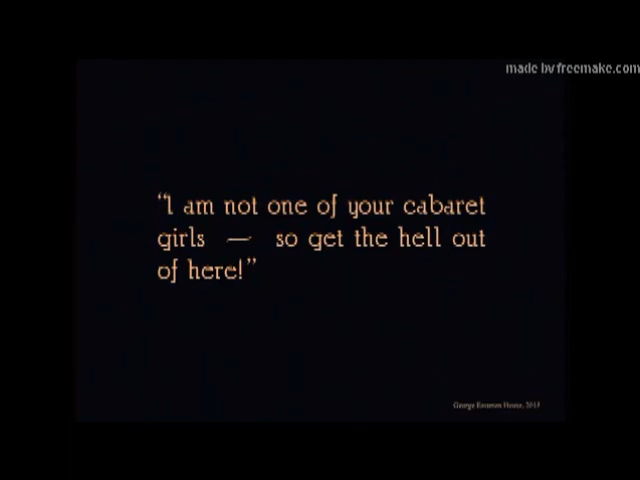 made by freemake.com
“I am not one of your cabaret
girls — so get the hell out
of here!”
George Eastman House, 2013